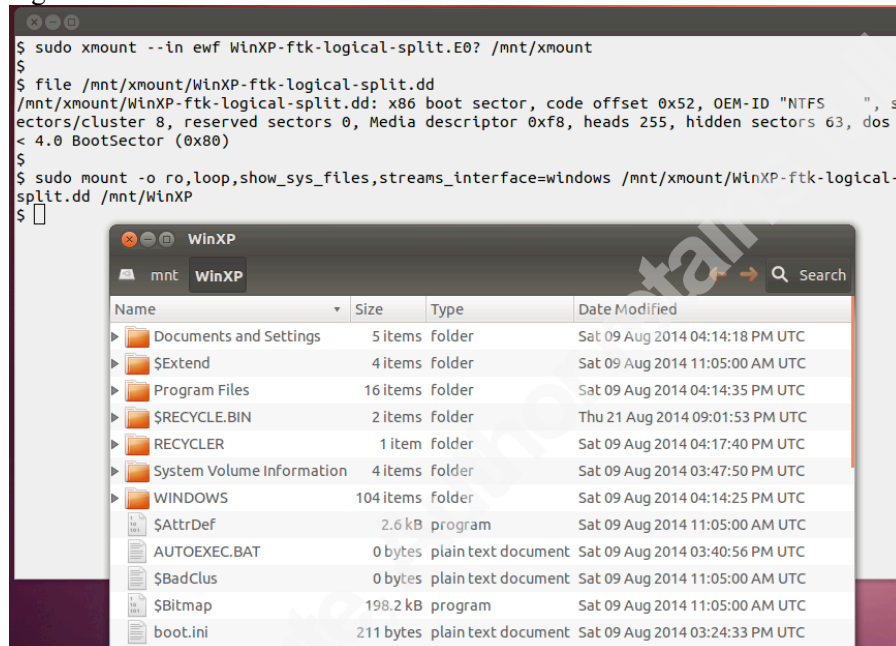 $ sudo xmount --in ewf WinXP-ftk-logical-split.E0? /mnt/xmount
$
$ file /mnt/xmount/WinXP-ftk-logical-split.dd
/mnt/xmount/WinXP-ftk-logical-split.dd: x86 boot sector, code offset 0x52, OEM-ID "NTFS    ", s
ectors/cluster 8, reserved sectors 0, Media descriptor 0xf8, heads 255, hidden sectors 63, dos
< 4.0 BootSector (0x80)
$
$ sudo mount -o ro,loop,show_sys_files,streams_interface=windows /mnt/xmount/WinXP-ftk-logical-
split.dd /mnt/WinXP
$
WinXP
mnt WinXP Search
Name Size Type Date Modified
Documents and Settings 5 items folder Sat 09 Aug 2014 04:14:18 PM UTC
$Extend 4 items folder Sat 09 Aug 2014 11:05:00 AM UTC
Program Files 16 items folder Sat 09 Aug 2014 04:14:35 PM UTC
$RECYCLE.BIN 2 items folder Thu 21 Aug 2014 09:01:53 PM UTC
RECYCLER 1 item folder Sat 09 Aug 2014 04:17:40 PM UTC
System Volume Information 4 items folder Sat 09 Aug 2014 03:47:50 PM UTC
WINDOWS 104 items folder Sat 09 Aug 2014 04:14:25 PM UTC
$AttrDef 2.6 kB program Sat 09 Aug 2014 11:05:00 AM UTC
AUTOEXEC.BAT 0 bytes plain text document Sat 09 Aug 2014 03:40:56 PM UTC
$BadClus 0 bytes plain text document Sat 09 Aug 2014 11:05:00 AM UTC
$Bitmap 198.2 kB program Sat 09 Aug 2014 11:05:00 AM UTC
boot.ini 211 bytes plain text document Sat 09 Aug 2014 03:24:33 PM UTC